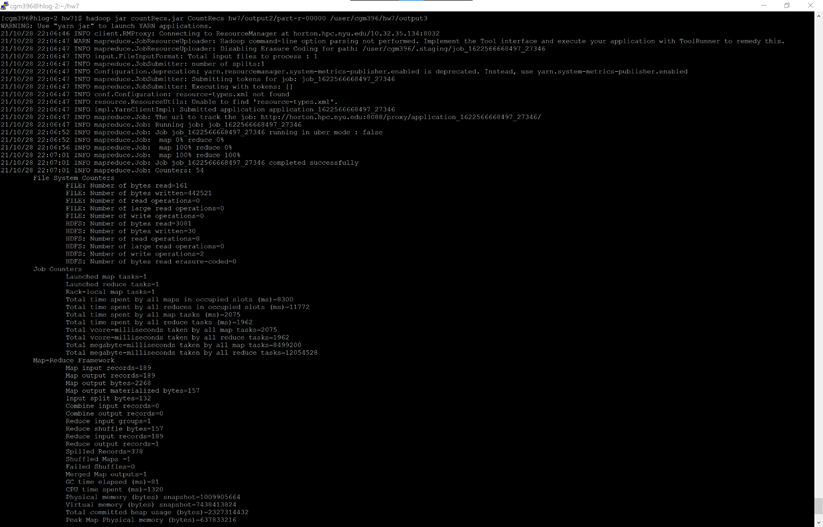 cgm396@hlog-2:~/hw7
[cgm396@hlog-2 hw7]$ hadoop jar countRecs.jar CountRecs hw7/output2/part-r-00000 /user/cgm396/hw7/output3
WARNING: Use "yarn jar" to launch YARN applications.
21/10/28 22:06:46 INFO client.RMProxy: Connecting to ResourceManager at horton.hpc.nyu.edu/10.32.35.134:8032
21/10/28 22:06:47 WARN mapreduce.JobResourceUploader: Hadoop command-line option parsing not performed. Implement the Tool interface and execute your application with ToolRunner to remedy this.
21/10/28 22:06:47 INFO mapreduce.JobResourceUploader: Disabling Erasure Coding for path: /user/cgm396/.staging/job_1622566668497_27346
21/10/28 22:06:47 INFO input.FileInputFormat: Total input files to process : 1
21/10/28 22:06:47 INFO mapreduce.JobSubmitter: number of splits:1
21/10/28 22:06:47 INFO Configuration.deprecation: yarn.resourcemanager.system-metrics-publisher.enabled is deprecated. Instead, use yarn.system-metrics-publisher.enabled
21/10/28 22:06:47 INFO mapreduce.JobSubmitter: Submitting tokens for job: job_1622566668497_27346
21/10/28 22:06:47 INFO mapreduce.JobSubmitter: Executing with tokens: []
21/10/28 22:06:47 INFO conf.Configuration: resource-types.xml not found
21/10/28 22:06:47 INFO resource.ResourceUtils: Unable to find 'resource-types.xml'.
21/10/28 22:06:47 INFO impl.YarnClientImpl: Submitted application application_1622566668497_27346
21/10/28 22:06:47 INFO mapreduce.Job: The url to track the job: http://horton.hpc.nyu.edu:8088/proxy/application_1622566668497_27346/
21/10/28 22:06:47 INFO mapreduce.Job: Running job: job_1622566668497_27346
21/10/28 22:06:52 INFO mapreduce.Job: Job job_1622566668497_27346 running in uber mode : false
21/10/28 22:06:52 INFO mapreduce.Job:  map 0% reduce 0%
21/10/28 22:06:56 INFO mapreduce.Job:  map 100% reduce 0%
21/10/28 22:07:01 INFO mapreduce.Job:  map 100% reduce 100%
21/10/28 22:07:01 INFO mapreduce.Job: Job job_1622566668497_27346 completed successfully
21/10/28 22:07:01 INFO mapreduce.Job: Counters: 54
File System Counters
FILE: Number of bytes read=161
FILE: Number of bytes written=442521
FILE: Number of read operations=0
FILE: Number of large read operations=0
FILE: Number of write operations=0
HDFS: Number of bytes read=3081
HDFS: Number of bytes written=30
HDFS: Number of read operations=8
HDFS: Number of large read operations=0
HDFS: Number of write operations=2
HDFS: Number of bytes read erasure-coded=0
Job Counters
Launched map tasks=1
Launched reduce tasks=1
Rack-local map tasks=1
Total time spent by all maps in occupied slots (ms)=8300
Total time spent by all reduces in occupied slots (ms)=11772
Total time spent by all map tasks (ms)=2075
Total time spent by all reduce tasks (ms)=1962
Total vcore-milliseconds taken by all map tasks=2075
Total vcore-milliseconds taken by all reduce tasks=1962
Total megabyte-milliseconds taken by all map tasks=8499200
Total megabyte-milliseconds taken by all reduce tasks=12054528
Map-Reduce Framework
Map input records=189
Map output records=189
Map output bytes=2268
Map output materialized bytes=157
Input split bytes=132
Combine input records=0
Combine output records=0
Reduce input groups=1
Reduce shuffle bytes=157
Reduce input records=189
Reduce output records=1
Spilled Records=378
Shuffled Maps =1
Failed Shuffles=0
Merged Map outputs=1
GC time elapsed (ms)=81
CPU time spent (ms)=1320
Physical memory (bytes) snapshot=1009905664
Virtual memory (bytes) snapshot=7438413824
Total committed heap usage (bytes)=2327314432
Peak Map Physical memory (bytes)=637833216